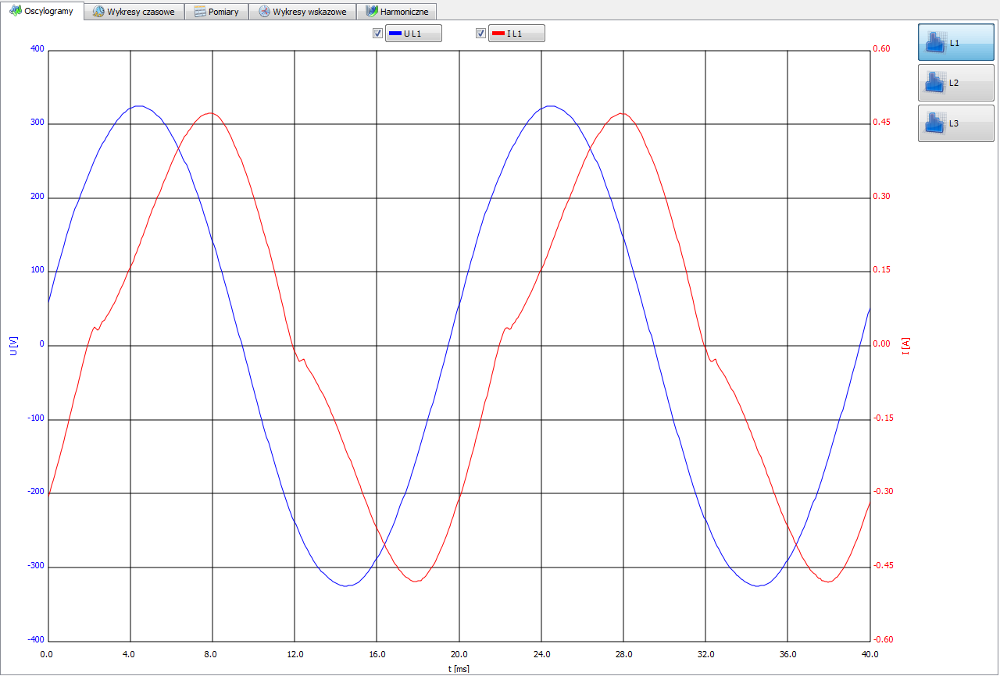 Oscylogramy Wykresy czasowe Pomiary Wykresy wskazowe Harmoniczne
U L1 I L1
L1
L2
L3
400 0.60
300 0.45
200 0.30
100 0.15
0 0.00
-100 -0.15
-200 -0.30
-300 -0.45
-400 -0.60
U [V]
I [A]
0.0 4.0 8.0 12.0 16.0 20.0 24.0 28.0 32.0 36.0 40.0
t [ms]